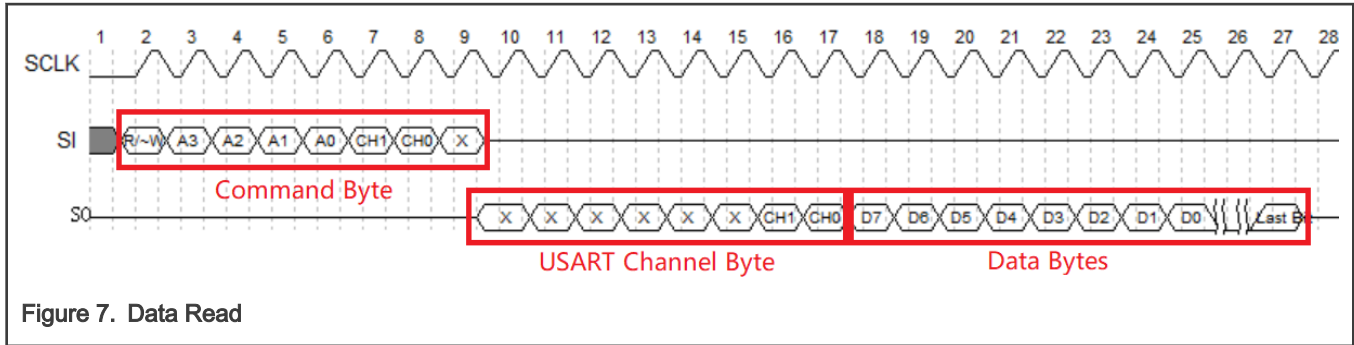 1 2 3 4 5 6 7 8 9 10 11 12 13 14 15 16 17 18 19 20 21 22 23 24 25 26 27 28
SCLK
SI R/~W A3 A2 A1 A0 CH1 CH0 X
Command Byte
SO X X X X X X CH1 CH0 D7 D6 D5 D4 D3 D2 D1 D0 Last Bit
USART Channel Byte Data Bytes
Figure 7. Data Read